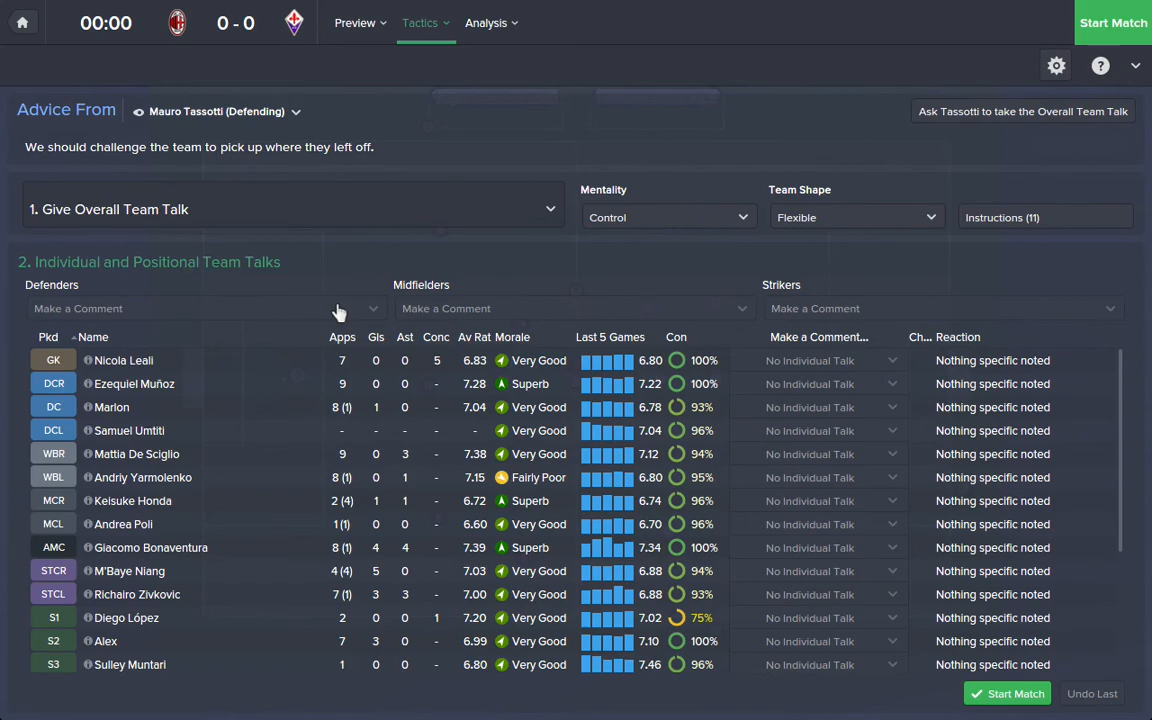 00:00 0 - 0 Preview Tactics Analysis Start Match
?
Advice From Mauro Tassotti (Defending) Ask Tassotti to take the Overall Team Talk
We should challenge the team to pick up where they left off.
Mentality Team Shape
1. Give Overall Team Talk Control Flexible Instructions (11)
2. Individual and Positional Team Talks
Defenders Midfielders Strikers
Make a Comment Make a Comment Make a Comment
Pkd Name Apps Gls Ast Conc Av Rat Morale Last 5 Games Con Make a Comment... Ch... Reaction
GK Nicola Leali 7 0 0 5 6.83 Very Good 6.80 100% No Individual Talk Nothing specific noted
DCR Ezequiel Muñoz 9 0 0 - 7.28 Superb 7.22 100% No Individual Talk Nothing specific noted
DC Marlon 8 (1) 1 0 - 7.04 Very Good 6.78 93% No Individual Talk Nothing specific noted
DCL Samuel Umtiti - - - - - Very Good 7.04 96% No Individual Talk Nothing specific noted
WBR Mattia De Sciglio 9 0 3 - 7.38 Very Good 7.12 94% No Individual Talk Nothing specific noted
WBL Andriy Yarmolenko 8 (1) 0 1 - 7.15 Fairly Poor 6.80 95% No Individual Talk Nothing specific noted
MCR Keisuke Honda 2 (4) 1 1 - 6.72 Superb 6.74 96% No Individual Talk Nothing specific noted
MCL Andrea Poli 1 (1) 0 0 - 6.60 Very Good 6.70 96% No Individual Talk Nothing specific noted
AMC Giacomo Bonaventura 8 (1) 4 4 - 7.39 Superb 7.34 100% No Individual Talk Nothing specific noted
STCR M'Baye Niang 4 (4) 5 0 - 7.03 Very Good 6.88 94% No Individual Talk Nothing specific noted
STCL Richairo Zivkovic 7 (1) 3 3 - 7.00 Very Good 6.88 93% No Individual Talk Nothing specific noted
S1 Diego López 2 0 0 1 7.20 Very Good 7.02 75% No Individual Talk Nothing specific noted
S2 Alex 7 3 0 - 6.99 Very Good 7.10 100% No Individual Talk Nothing specific noted
S3 Sulley Muntari 1 0 0 - 6.80 Very Good 7.46 96% No Individual Talk Nothing specific noted
Start Match Undo Last